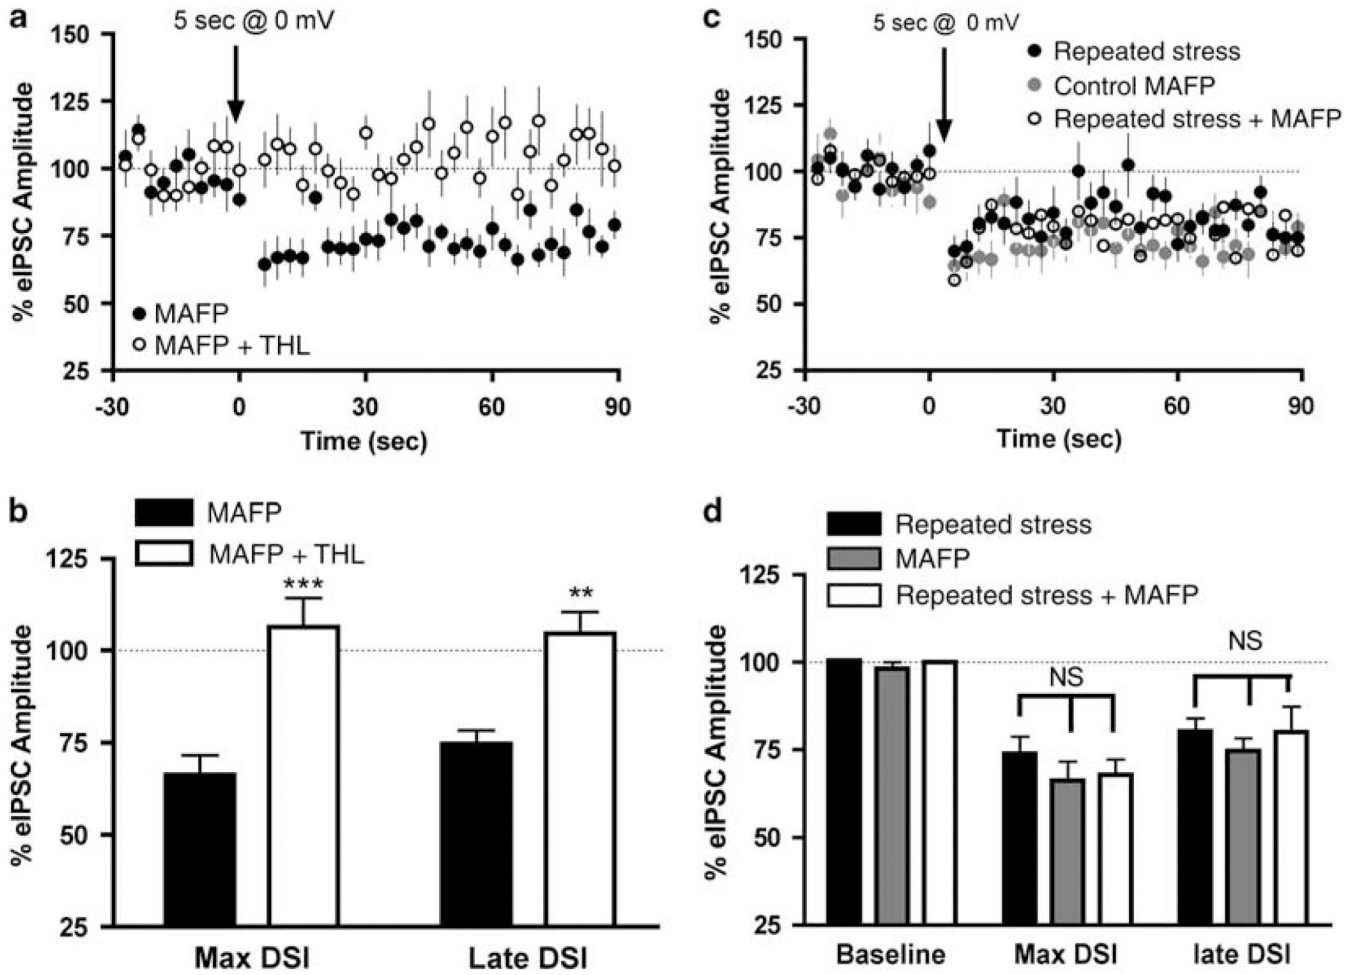 a
5 sec @ 0 mV
150
125
100
75
50
25
% eIPSC Amplitude
MAFP
MAFP + THL
-30 0 30 60 90
Time (sec)
c
5 sec @ 0 mV
Repeated stress
Control MAFP
Repeated stress + MAFP
150
125
100
75
50
25
% eIPSC Amplitude
-30 0 30 60 90
Time (sec)
b
MAFP
MAFP + THL
125
100
75
50
25
% eIPSC Amplitude
***
**
Max DSI Late DSI
d
Repeated stress
MAFP
Repeated stress + MAFP
125
100
75
50
25
% eIPSC Amplitude
NS
NS
Baseline Max DSI late DSI